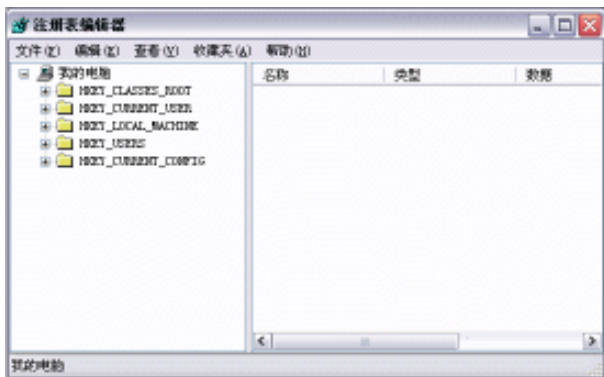 注册表编辑器
文件(F) 编辑(E) 查看(V) 收藏夹(A) 帮助(H)
我的电脑
HKEY_CLASSES_ROOT
HKEY_CURRENT_USER
HKEY_LOCAL_MACHINE
HKEY_USERS
HKEY_CURRENT_CONFIG
名称 类型 数据
我的电脑